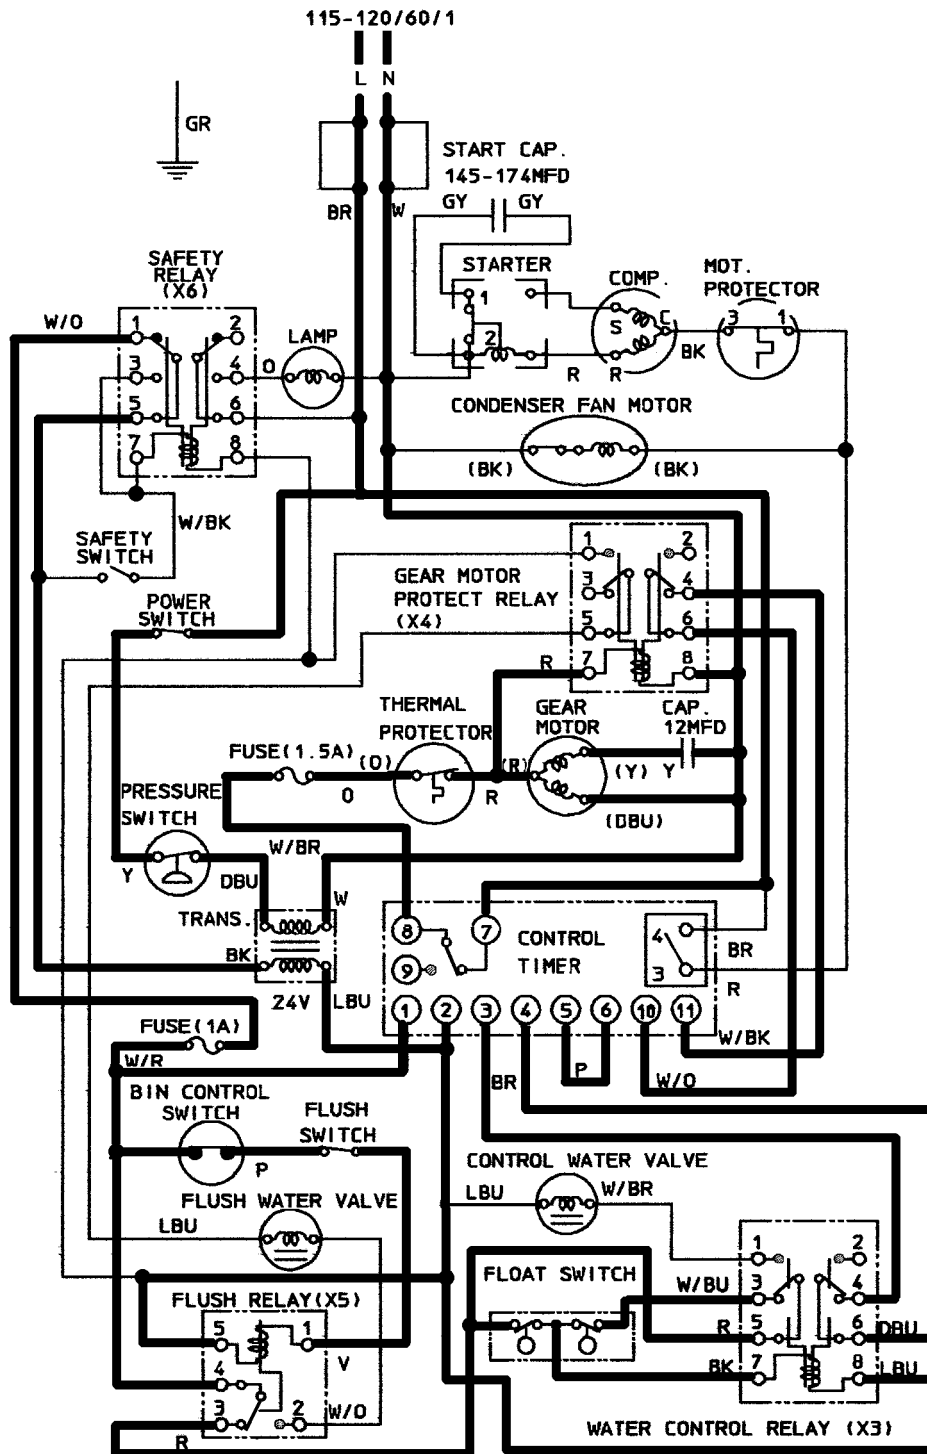 115-120/60/1
L N
GR
START CAP.
145-174MFD
GY GY
BR W
SAFETY
RELAY
(X6)
STARTER
COMP.
MOT.
PROTECTOR
W/O
1 2
LAMP
1
S C
3 1
3 4
O
2
BK
R R
5 6
CONDENSER FAN MOTOR
7 8
(BK) (BK)
W/BK
SAFETY
SWITCH
1 2
GEAR MOTOR
PROTECT RELAY
(X4)
3 4
POWER
SWITCH
5 6
R
7 8
THERMAL
PROTECTOR
GEAR
MOTOR
CAP.
12MFD
FUSE(1.5A)
(O)
(R)
(Y) Y
O
R
PRESSURE
SWITCH
(DBU)
W/BR
Y
DBU
W
TRANS.
8 7
CONTROL
TIMER
4
BR
BK
9
3
R
24V
LBU
1 2 3 4 5 6 10 11
FUSE(1A)
W/BK
W/R
BR
P
W/O
BIN CONTROL
SWITCH
FLUSH
SWITCH
P
CONTROL WATER VALVE
LBU
W/BR
FLUSH WATER VALVE
LBU
1 2
FLOAT SWITCH
W/BU
3 4
FLUSH RELAY(X5)
5 1
V
R
5 6
DBU
4
BK
7 8
LBU
3 2
W/O
R
WATER CONTROL RELAY (X3)